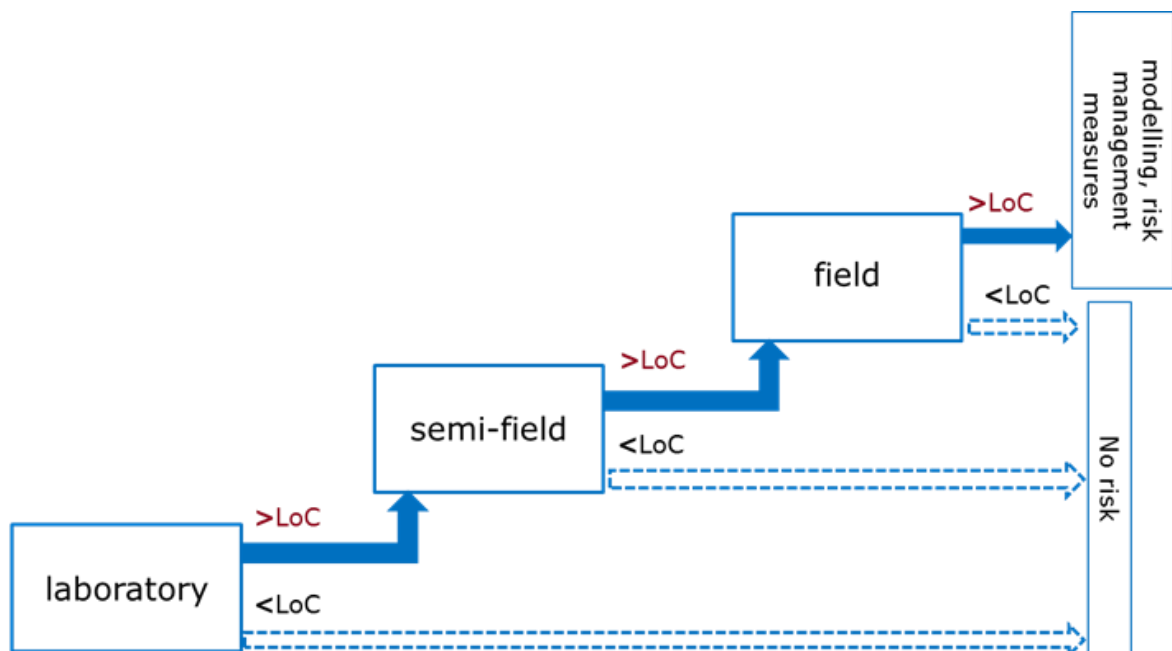 modelling, risk
management
measures
>LoC
field
<LoC
>LoC
semi-field
<LoC
No risk
>LoC
laboratory
<LoC